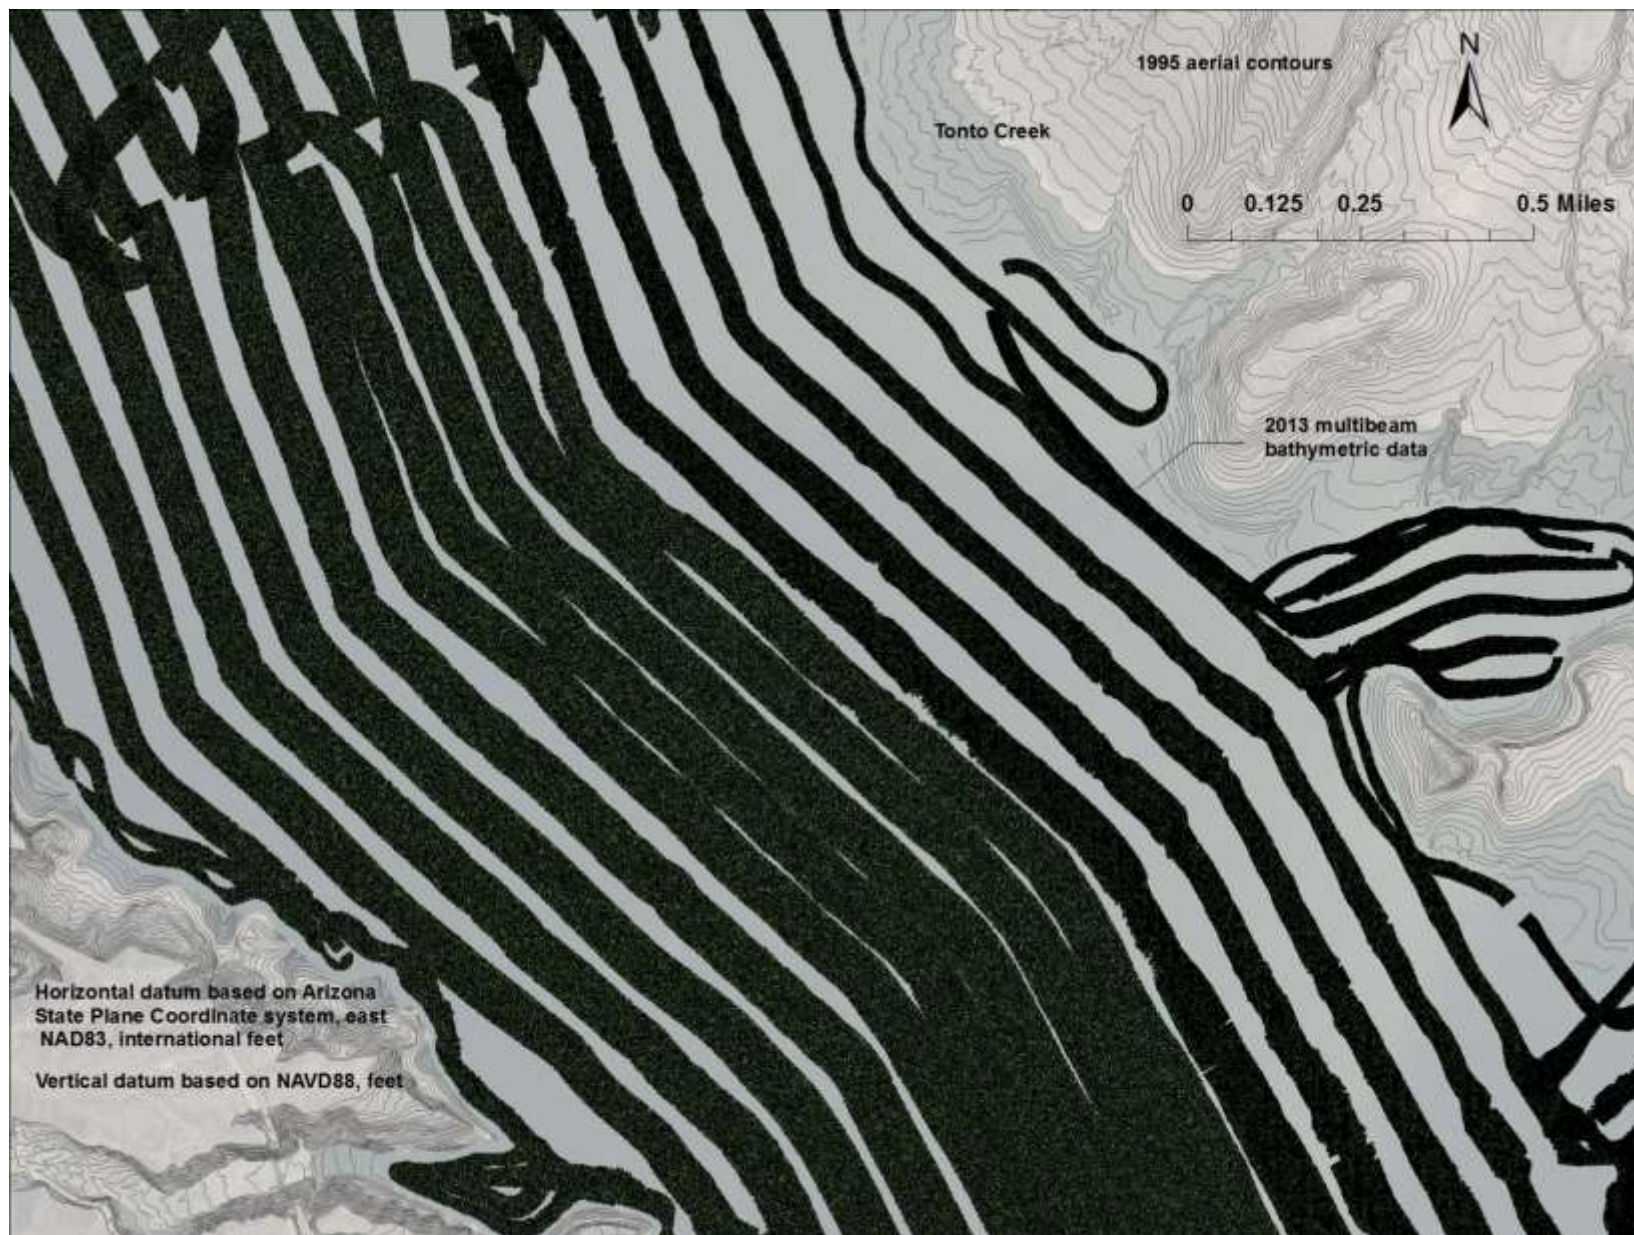 N
1995 aerial contours
Tonto Creek
0 0.125 0.25 0.5 Miles
2013 multibeam
bathymetric data
Horizontal datum based on Arizona
State Plane Coordinate system, east
NAD83, international feet
Vertical datum based on NAVD88, feet